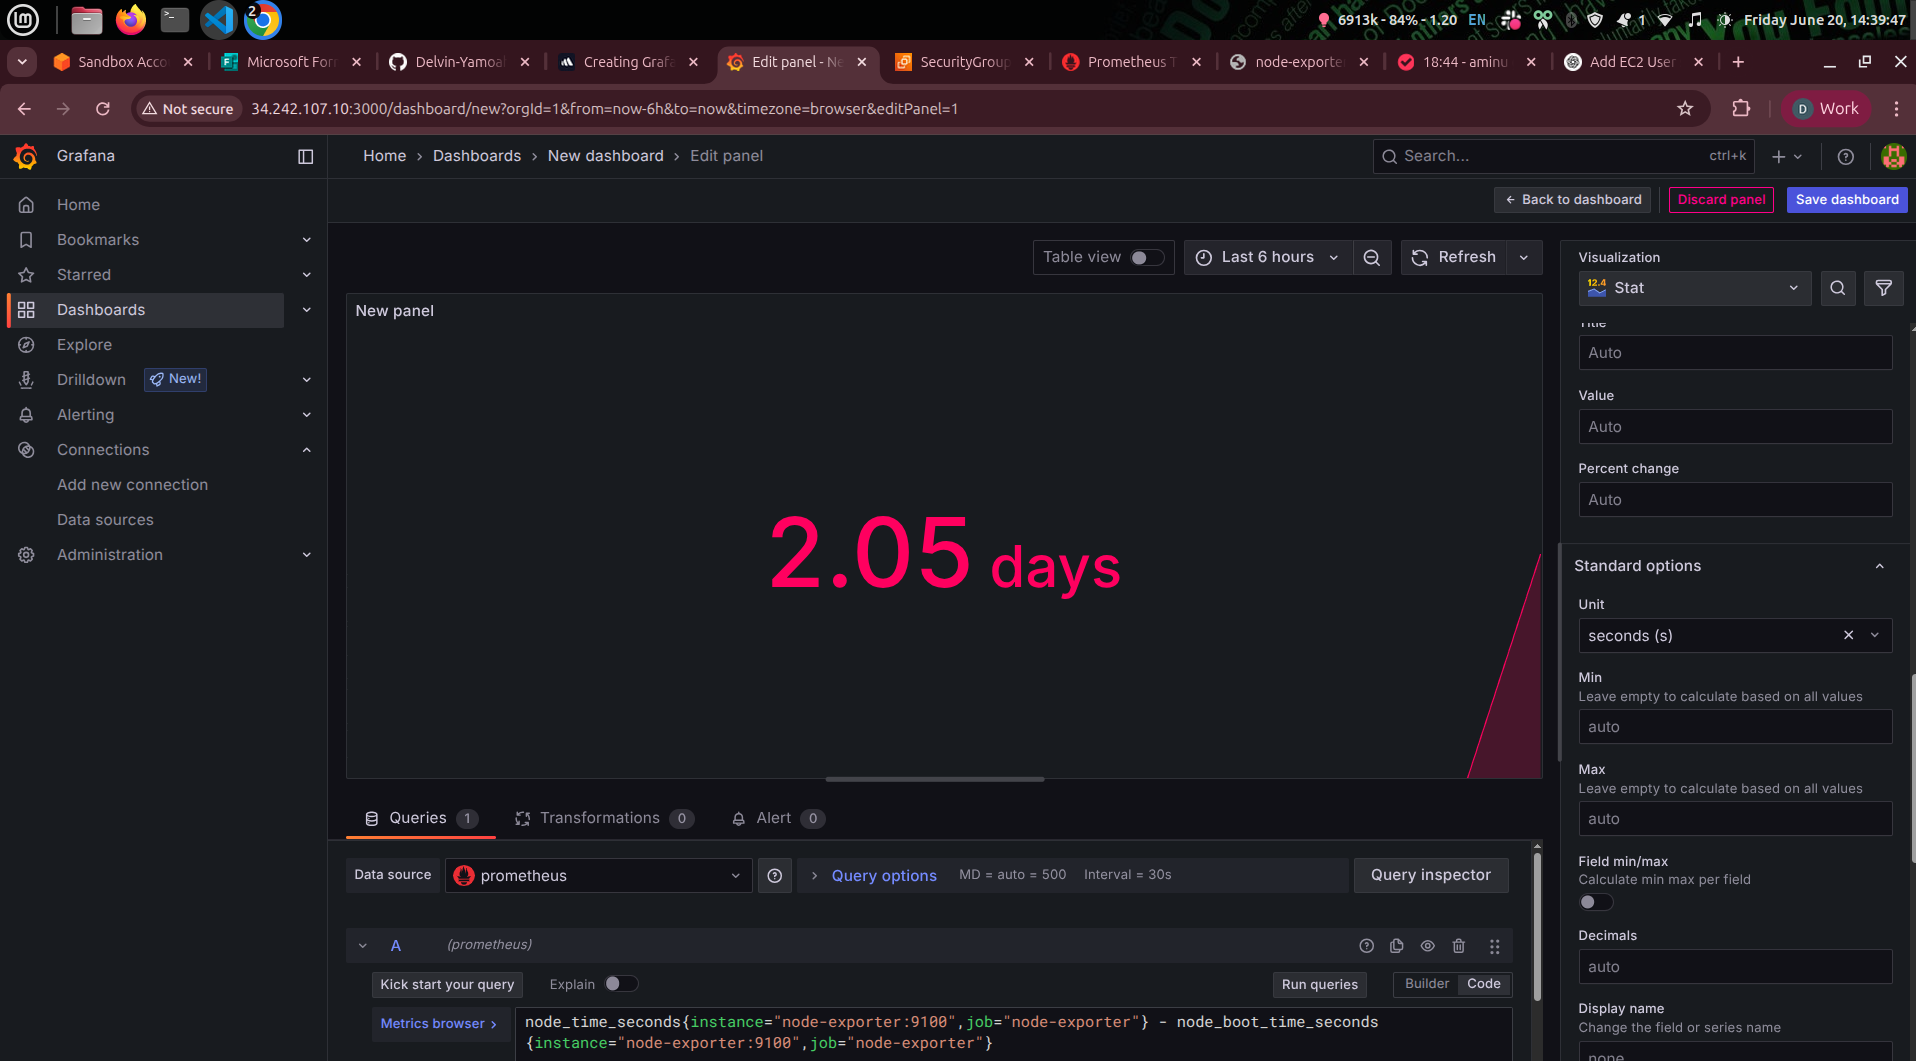 6913k - 84% - 1.20 EN 1 Friday June 20, 14:39:47
2
Sandbox Acco
Microsoft For
Delvin-Yamoal
Creating Grafa
Edit panel - Ne
SecurityGroup
Prometheus T
node-exporter
18:44 - aminu
Add EC2 User
Not secure 34.242.107.10:3000/dashboard/new?orgId=1&from=now-6h&to=now&timezone=browser&editPanel=1
D Work
Grafana
Home › Dashboards › New dashboard › Edit panel
Search... ctrl+k
Back to dashboard
Discard panel
Save dashboard
Home
Bookmarks
Starred
Dashboards
Explore
Drilldown New!
Alerting
Connections
Add new connection
Data sources
Administration
Table view
Last 6 hours
Refresh
New panel
2.05 days
Queries 1
Transformations 0
Alert 0
Data source
prometheus
Query options MD = auto = 500 Interval = 30s
Query inspector
A (prometheus)
Kick start your query
Explain
Run queries
Builder Code
Metrics browser >
node_time_seconds{instance="node-exporter:9100",job="node-exporter"} - node_boot_time_seconds
{instance="node-exporter:9100",job="node-exporter"}
Visualization
12.4 Stat
Title
Auto
Value
Auto
Percent change
Auto
Standard options
Unit
seconds (s)
Min
Leave empty to calculate based on all values
auto
Max
Leave empty to calculate based on all values
auto
Field min/max
Calculate min max per field
Decimals
auto
Display name
Change the field or series name
none